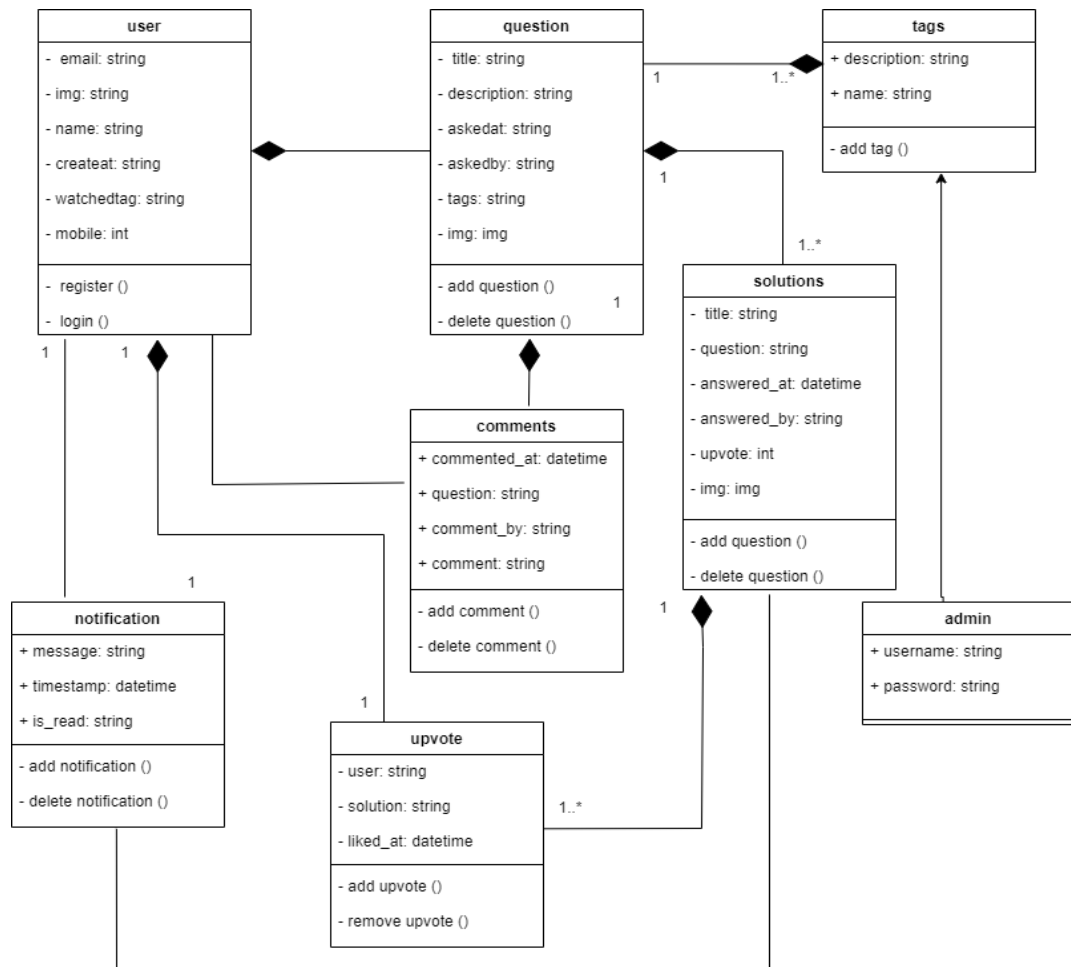 user
- email: string
- img: string
- name: string
- createat: string
- watchedtag: string
- mobile: int
- register ()
- login ()
question
- title: string
- description: string
- askedat: string
- askedby: string
- tags: string
- img: img
- add question ()
- delete question ()
1
1
1..*
tags
+ description: string
+ name: string
- add tag ()
1
1..*
solutions
- title: string
- question: string
- answered_at: datetime
- answered_by: string
- upvote: int
- img: img
- add question ()
- delete question ()
1
1
comments
+ commented_at: datetime
+ question: string
+ comment_by: string
+ comment: string
- add comment ()
- delete comment ()
1
notification
+ message: string
+ timestamp: datetime
+ is_read: string
- add notification ()
- delete notification ()
1
admin
+ username: string
+ password: string
1
upvote
- user: string
- solution: string
- liked_at: datetime
- add upvote ()
- remove upvote ()
1..*